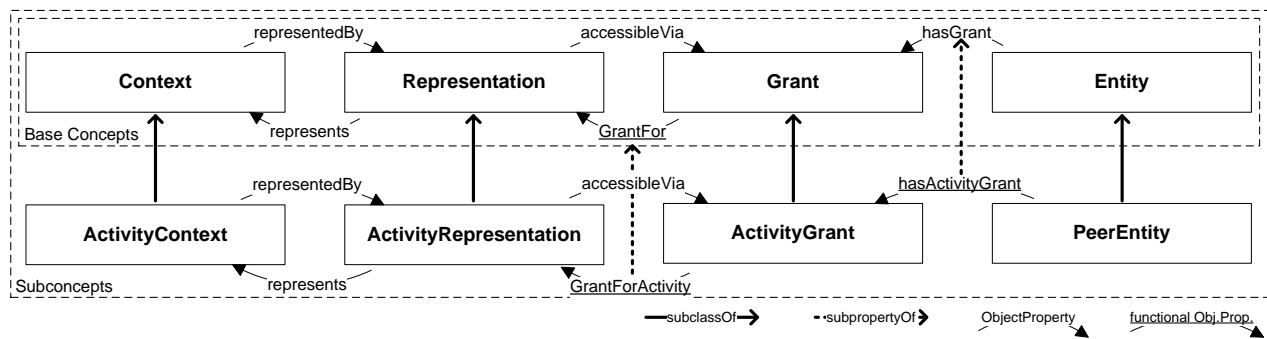 representedBy
accessibleVia
hasGrant
Context
Representation
Grant
Entity
Base Concepts
represents
GrantFor
representedBy
accessibleVia
hasActivityGrant
ActivityContext
ActivityRepresentation
ActivityGrant
PeerEntity
Subconcepts
represents
GrantForActivity
subclassOf
subpropertyOf
ObjectProperty
functional Obj.Prop.